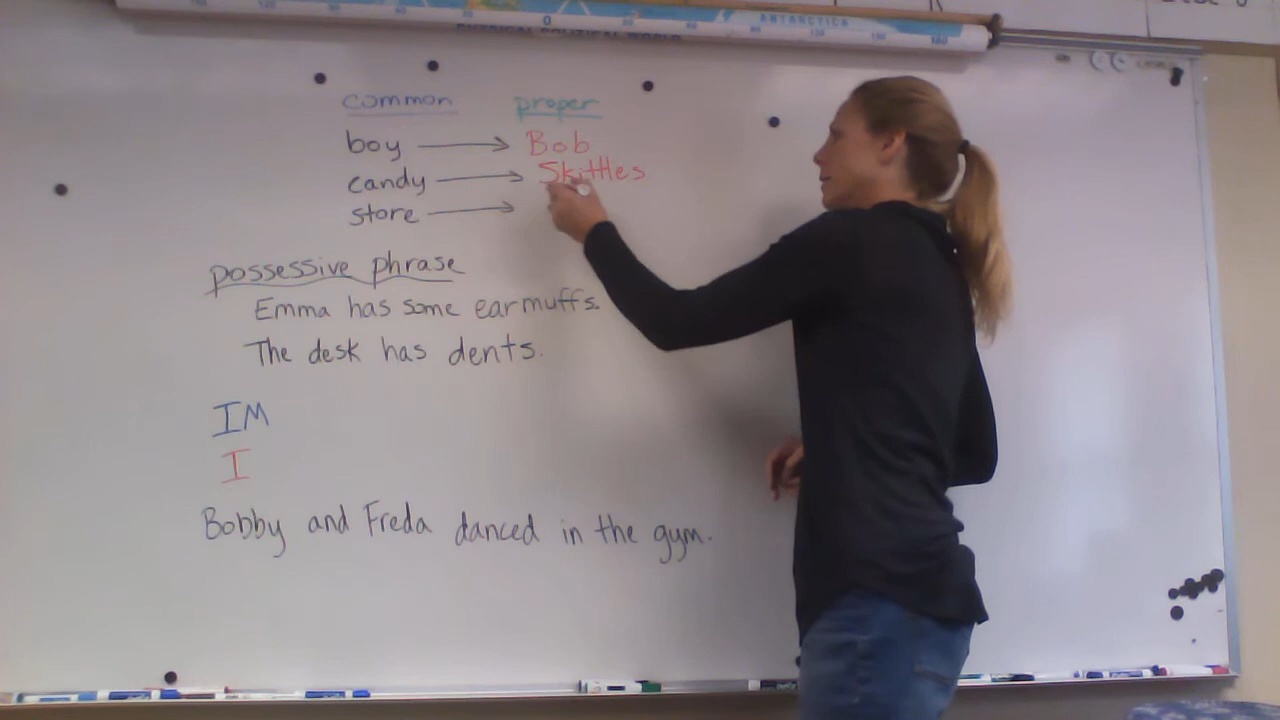 ANTARCTICA
common proper
boy → Bob
candy → Skittles
store →
possessive phrase
Emma has some earmuffs.
The desk has dents.
IM
I
Bobby and Freda danced in the gym.